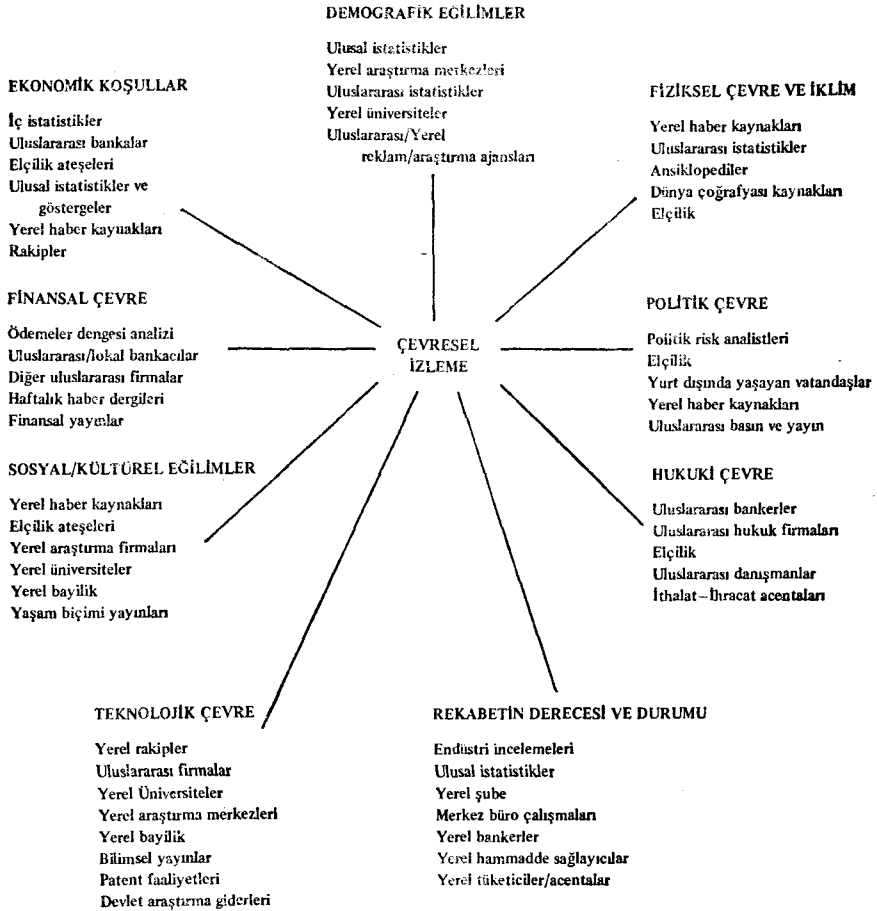 DEMOGRAFİK EĞİLİMLER
Ulusal istatistikler
Yerel araştırma merkezleri
Uluslararası istatistikler
Yerel üniversiteler
Uluslararası/Yerel
reklam/araştırma ajansları
EKONOMİK KOŞULLAR
İç istatistikler
Uluslararası bankalar
Elçilik ateşeleri
Ulusal istatistikler ve
göstergeler
Yerel haber kaynakları
Rakipler
FİZİKSEL ÇEVRE VE İKLİM
Yerel haber kaynakları
Uluslararası istatistikler
Ansiklopediler
Dünya çoğrafyası kaynakları
Elçilik
FİNANSAL ÇEVRE
Ödemeler dengesi analizi
Uluslararası/lokal bankacılar
Diğer uluslararası firmalar
Haftalık haber dergileri
Finansal yayınlar
ÇEVRESEL
İZLEME
POLİTİK ÇEVRE
Politik risk analistleri
Elçilik
Yurt dışında yaşayan vatandaşlar
Yerel haber kaynakları
Uluslararası basın ve yayın
SOSYAL/KÜLTÜREL EĞİLİMLER
Yerel haber kaynakları
Elçilik ateşeleri
Yerel araştırma firmaları
Yerel üniversiteler
Yerel bayilik
Yaşam biçimi yayınları
HUKUKİ ÇEVRE
Uluslararası bankerler
Uluslararası hukuk firmaları
Elçilik
Uluslararası danışmanlar
İthalat–İhracat acentaları
TEKNOLOJİK ÇEVRE
Yerel rakipler
Uluslararası firmalar
Yerel Üniversiteler
Yerel araştırma merkezleri
Yerel bayilik
Bilimsel yayınlar
Patent faaliyetleri
Devlet araştırma giderleri
REKABETİN DERECESİ VE DURUMU
Endüstri incelemeleri
Ulusal istatistikler
Yerel şube
Merkez büro çalışmaları
Yerel bankerler
Yerel hammadde sağlayıcılar
Yerel tüketiciler/acentalar